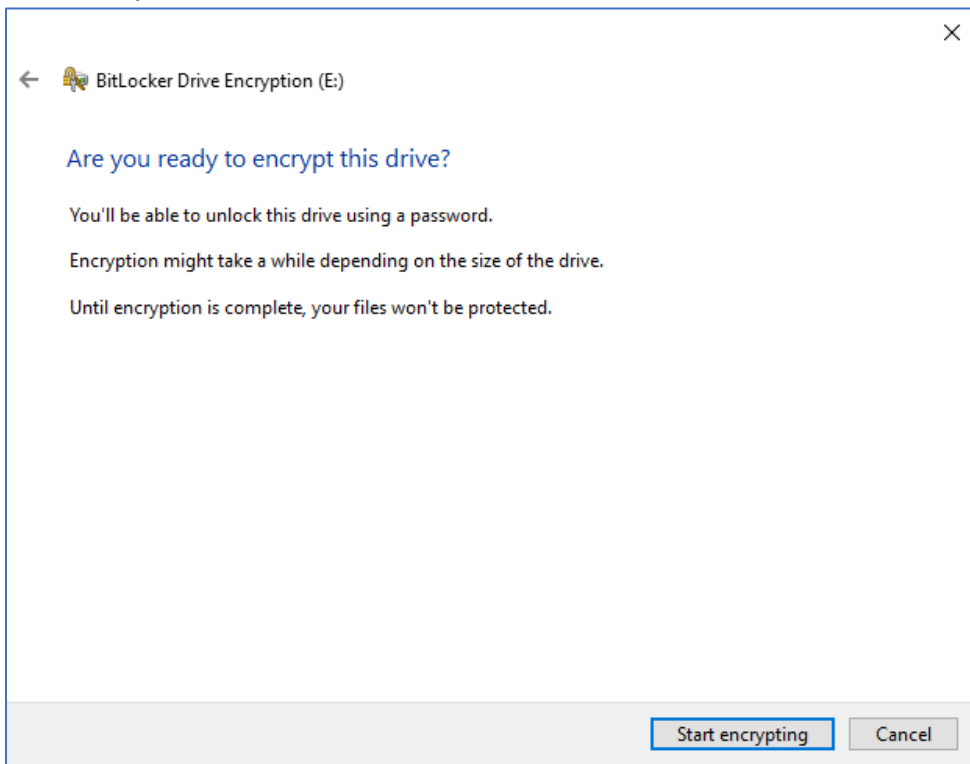 BitLocker Drive Encryption (E:)
Are you ready to encrypt this drive?
You'll be able to unlock this drive using a password.
Encryption might take a while depending on the size of the drive.
Until encryption is complete, your files won't be protected.
Start encrypting Cancel